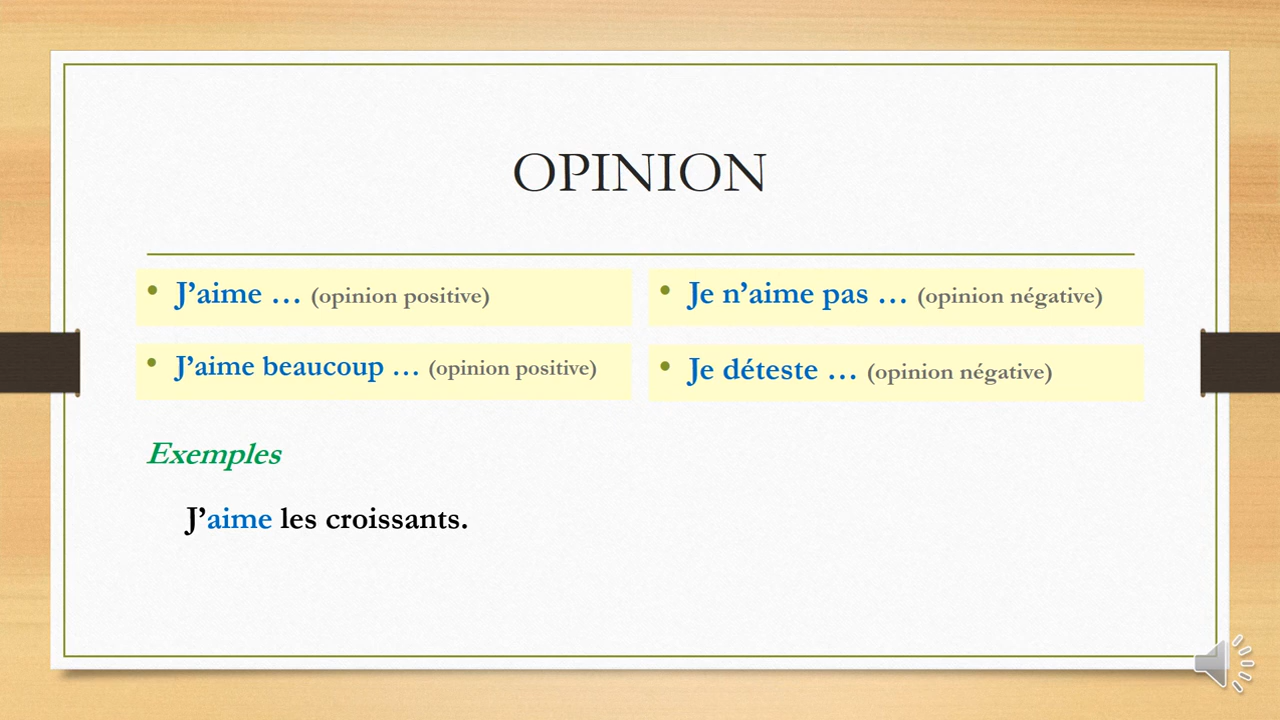 OPINION
• J’aime … (opinion positive)
• J’aime beaucoup … (opinion positive)
• Je n’aime pas … (opinion négative)
• Je déteste … (opinion négative)
Exemples
J’aime les croissants.